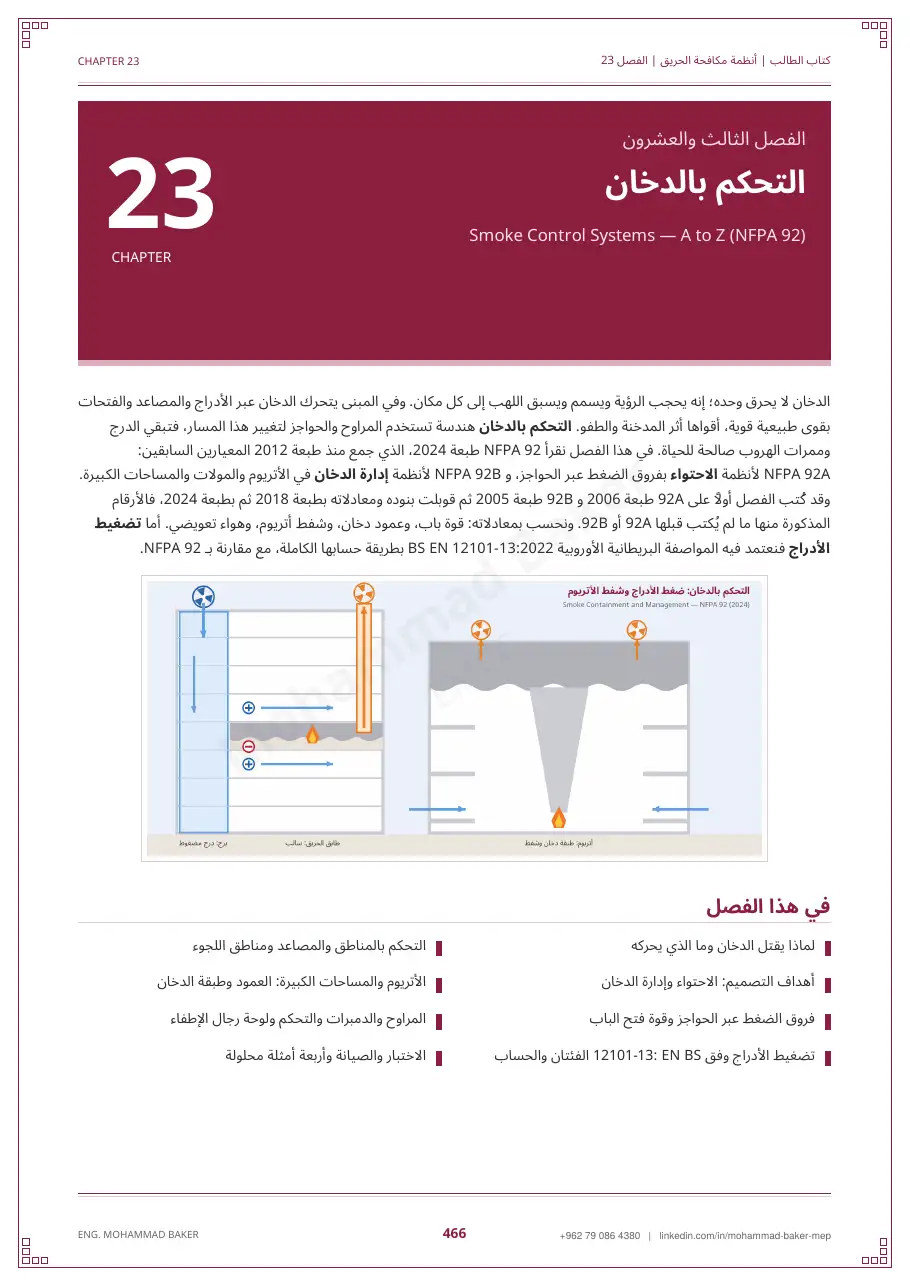 كتاب الطالب | أنظمة مكافحة الحريق | الفصل 23
CHAPTER 23
الفصل الثالث والعشرون
التحكم بالدخان
Smoke Control Systems — A to Z (NFPA 92)
23
CHAPTER
الدخان لا يحرق وحده؛ إنه يحجب الرؤية ويسمم ويسبق اللهب إلى كل مكان. وفي المبنى يتحرك الدخان عبر الأدراج والمصاعد والفتحات
بقوى طبيعية قوية، أقواها أثر المدخنة والطفو. التحكم بالدخان هندسة تستخدم المراوح والحواجز لتغيير هذا المسار، فتبقي الدرج
وممرات الهروب صالحة للحياة. في هذا الفصل نقرأ NFPA 92 طبعة 2024، الذي جمع منذ طبعة 2012 المعيارين السابقين:
NFPA 92A لأنظمة الاحتواء بفروق الضغط عبر الحواجز، و NFPA 92B لأنظمة إدارة الدخان في الأتريوم والمولات والمساحات الكبيرة.
وقد كُتب الفصل أولًا على 92A طبعة 2006 و 92B طبعة 2005 ثم قوبلت بنوده ومعادلاته بطبعة 2018 ثم بطبعة 2024، فالأرقام
المذكورة منها ما لم يُكتب قبلها 92A أو 92B. ونحسب بمعادلاته: قوة باب، وعمود دخان، وشفط أتريوم، وهواء تعويضي. أما تضغيط
الأدراج فنعتمد فيه المواصفة البريطانية الأوروبية BS EN 12101-13:2022 بطريقة حسابها الكاملة، مع مقارنة بـ NFPA 92.
التحكم بالدخان: ضغط الأدراج وشفط الأتريوم
Smoke Containment and Management — NFPA 92 (2024)
أتريوم: طبقة دخان وشفط
طابق الحريق: سالب
برج: درج مضغوط
Mohammad Baker
في هذا الفصل
لماذا يقتل الدخان وما الذي يحركه
أهداف التصميم: الاحتواء وإدارة الدخان
فروق الضغط عبر الحواجز وقوة فتح الباب
تضغيط الأدراج وفق 12101-13: EN BS الفئتان والحساب
التحكم بالمناطق والمصاعد ومناطق اللجوء
الأتريوم والمساحات الكبيرة: العمود وطبقة الدخان
المراوح والدمبرات والتحكم ولوحة رجال الإطفاء
الاختبار والصيانة وأربعة أمثلة محلولة
ENG. MOHAMMAD BAKER
466
+962 79 086 4380 | linkedin.com/in/mohammad-baker-mep